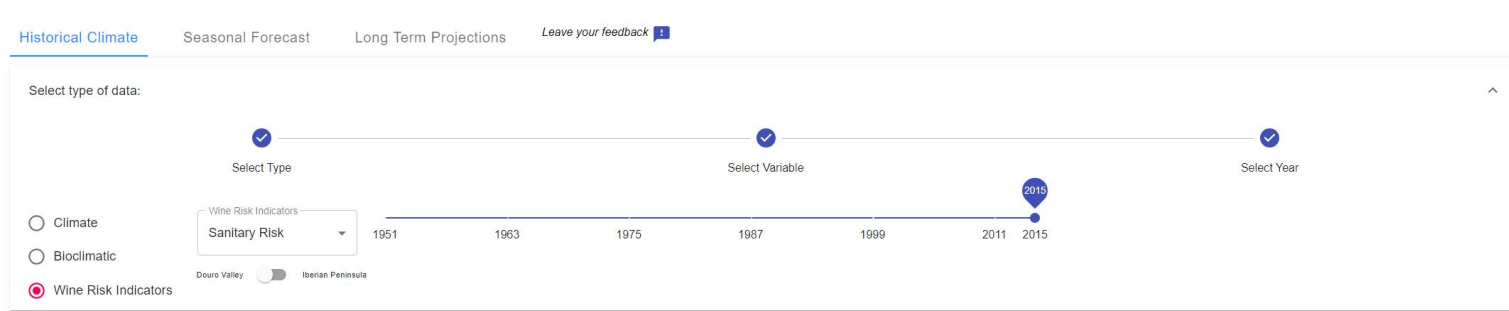 Historical Climate Seasonal Forecast Long Term Projections Leave your feedback
Select type of data:
Select Type Select Variable Select Year
2015
Wine Risk Indicators
Climate Sanitary Risk 1951 1963 1975 1987 1999 2011 2015
Bioclimatic
Douro Valley Iberian Peninsula
Wine Risk Indicators